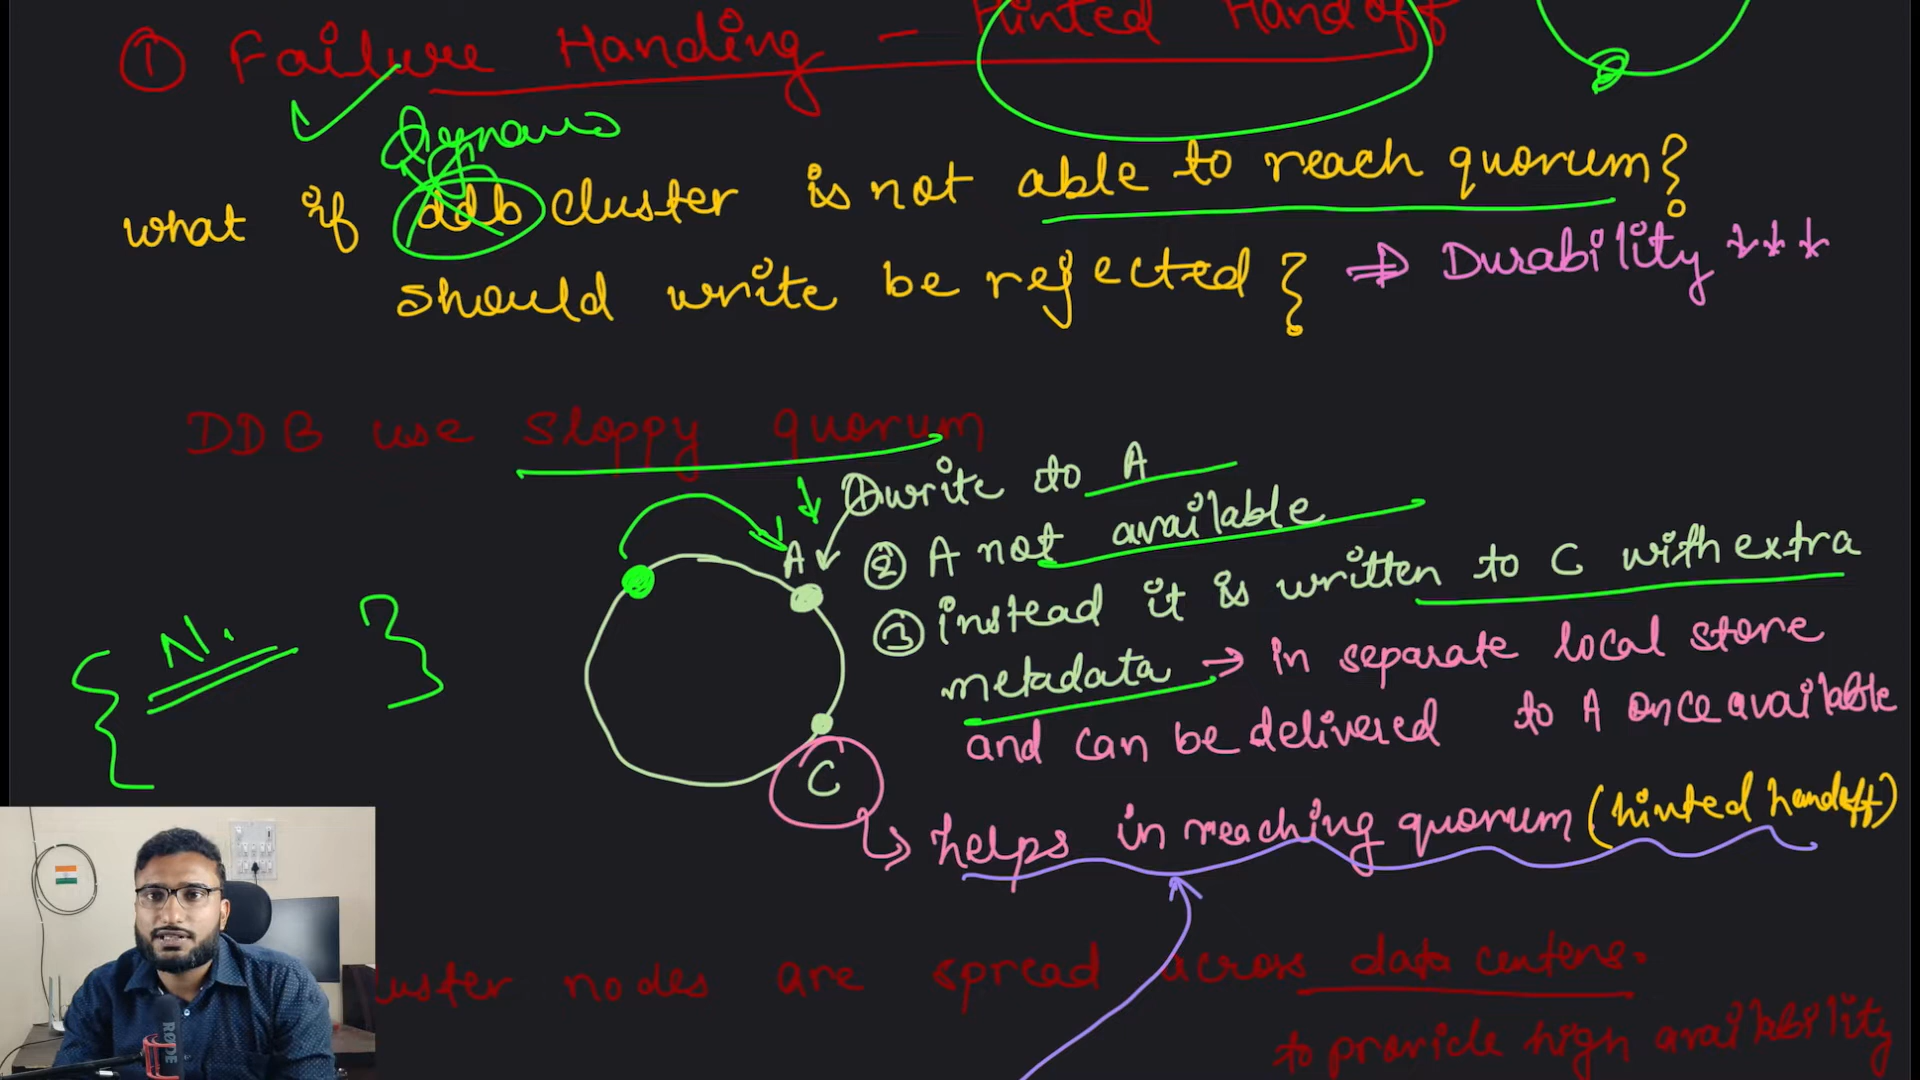 ① Failure Handing - Hinted Handoff
Dynamo
what if ddb cluster is not able to reach quorum?
should write be rejected? ⇒ Durability ***
DDB use sloppy quorum
① write to A
② A not available
③ instead it is written to C with extra
metadata → in separate local store
and can be delivered to A once available
A
C
{ N. }
↳ helps in reaching quorum (hinted handoff)
cluster nodes are spread across data centers.
to provide high availability
RØDE